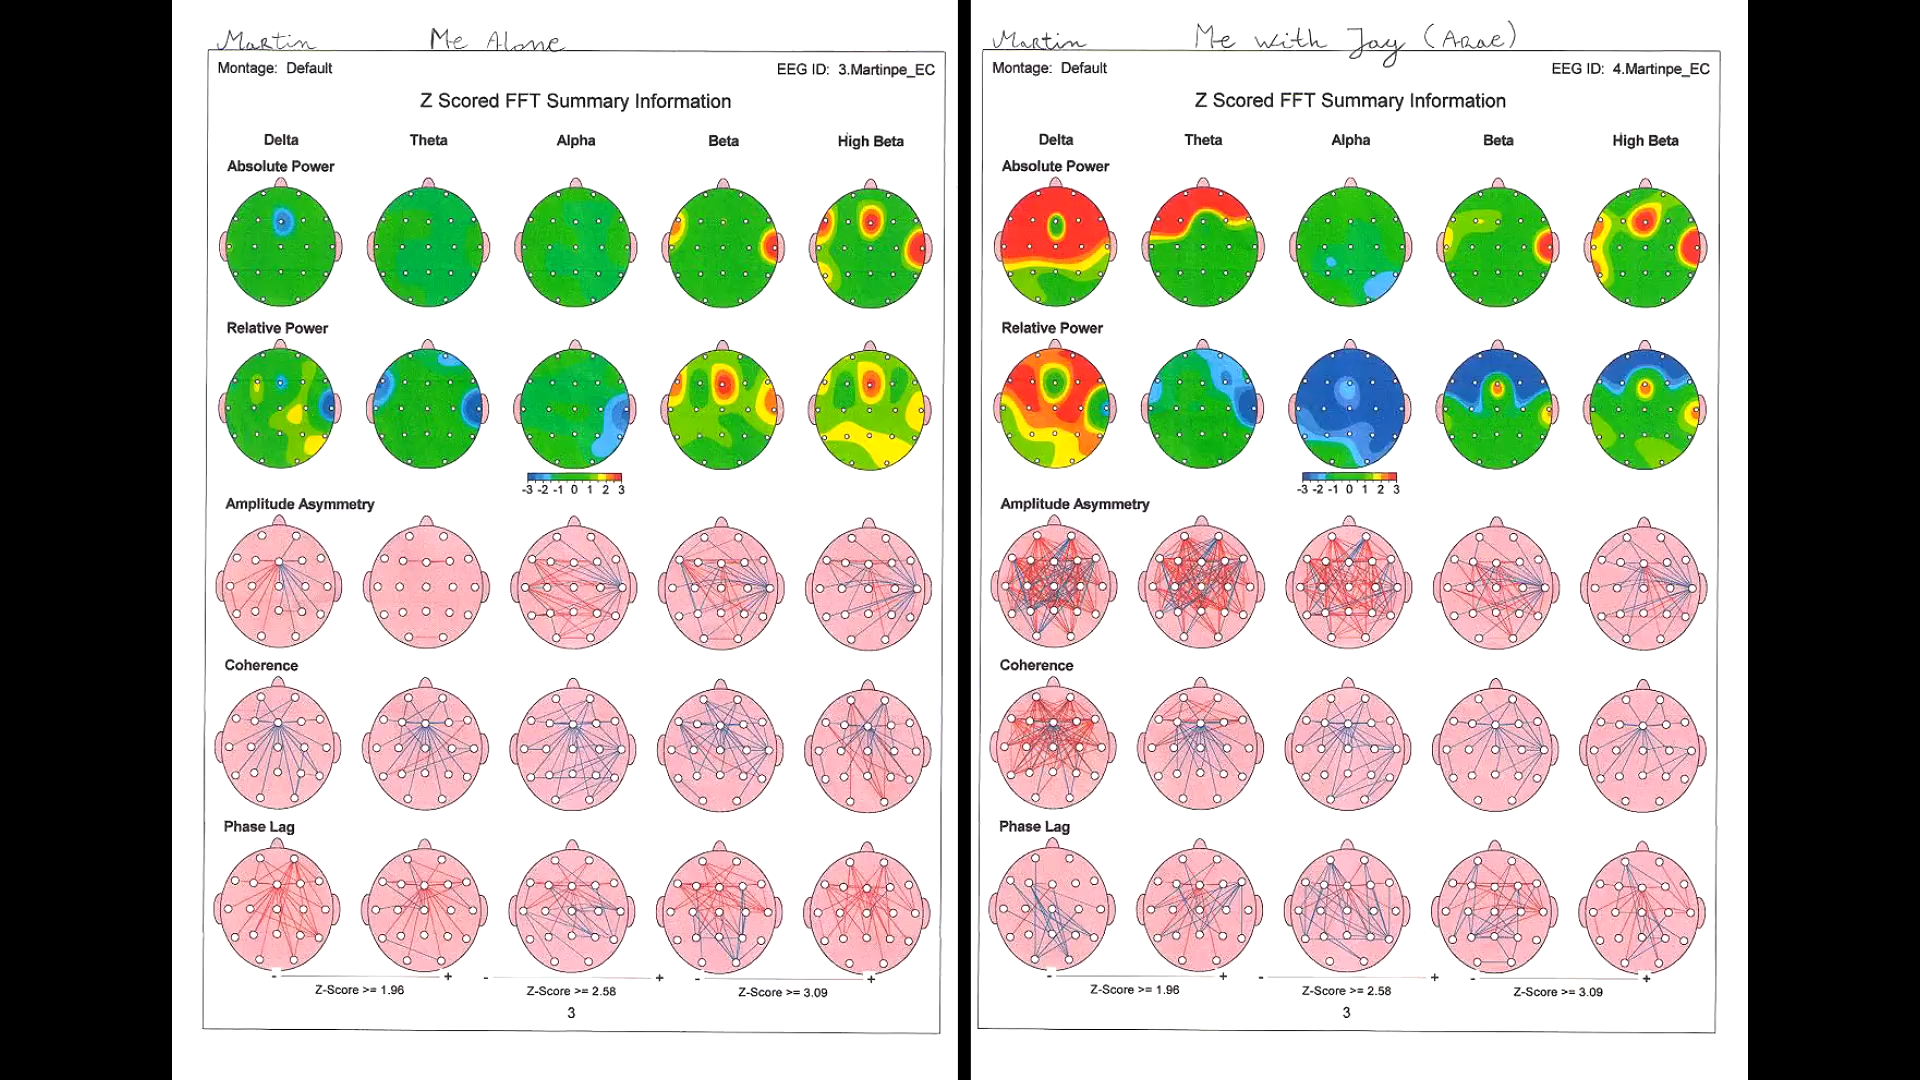 Martin Me Alone
Montage: Default EEG ID: 3.Martinpe_EC
Z Scored FFT Summary Information
Delta Theta Alpha Beta High Beta
Absolute Power
Relative Power
-3 -2 -1 0 1 2 3
Amplitude Asymmetry
Coherence
Phase Lag
- + - + - +
Z-Score >= 1.96 Z-Score >= 2.58 Z-Score >= 3.09
3
Martin Me with Jay (Arae)
Montage: Default EEG ID: 4.Martinpe_EC
Z Scored FFT Summary Information
Delta Theta Alpha Beta High Beta
Absolute Power
Relative Power
-3 -2 -1 0 1 2 3
Amplitude Asymmetry
Coherence
Phase Lag
- + - + - +
Z-Score >= 1.96 Z-Score >= 2.58 Z-Score >= 3.09
3